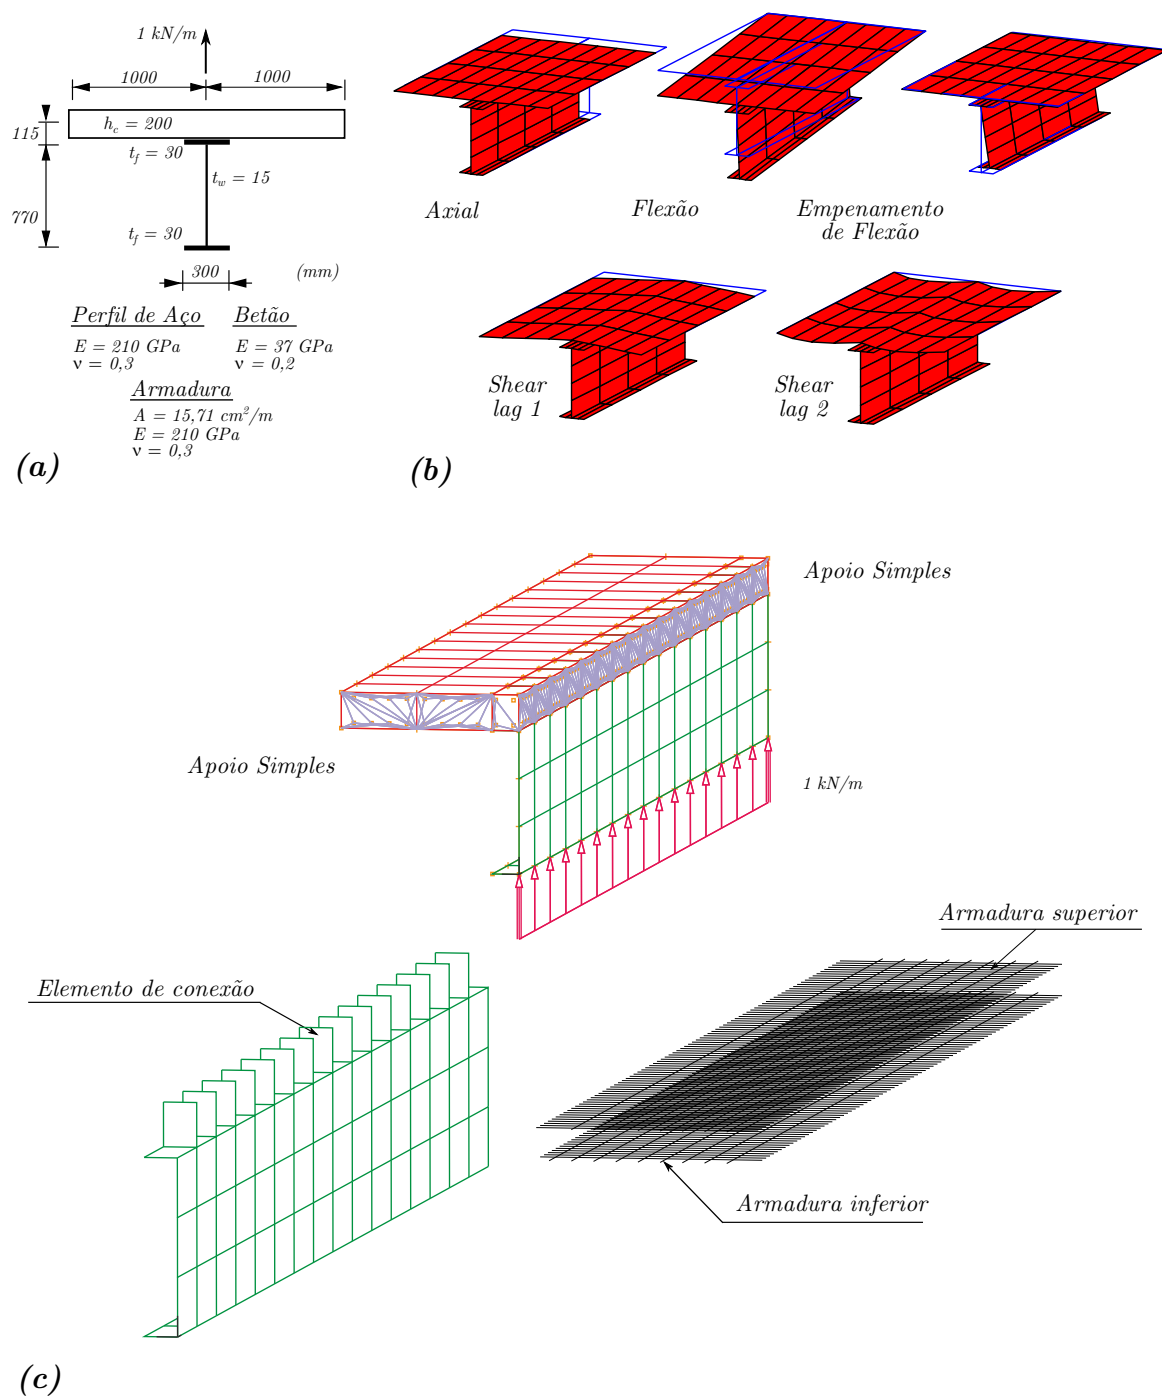 1 kN/m
1000 1000
115
h_c = 200
t_f = 30
t_w = 15
770
t_f = 30
300
(mm)
Perfil de Aço
E = 210 GPa
ν = 0,3
Betão
E = 37 GPa
ν = 0,2
Armadura
A = 15,71 cm²/m
E = 210 GPa
ν = 0,3
(a)
Axial
Flexão
Empenamento
de Flexão
Shear
lag 1
Shear
lag 2
(b)
Apoio Simples
Apoio Simples
1 kN/m
Elemento de conexão
Armadura superior
Armadura inferior
(c)